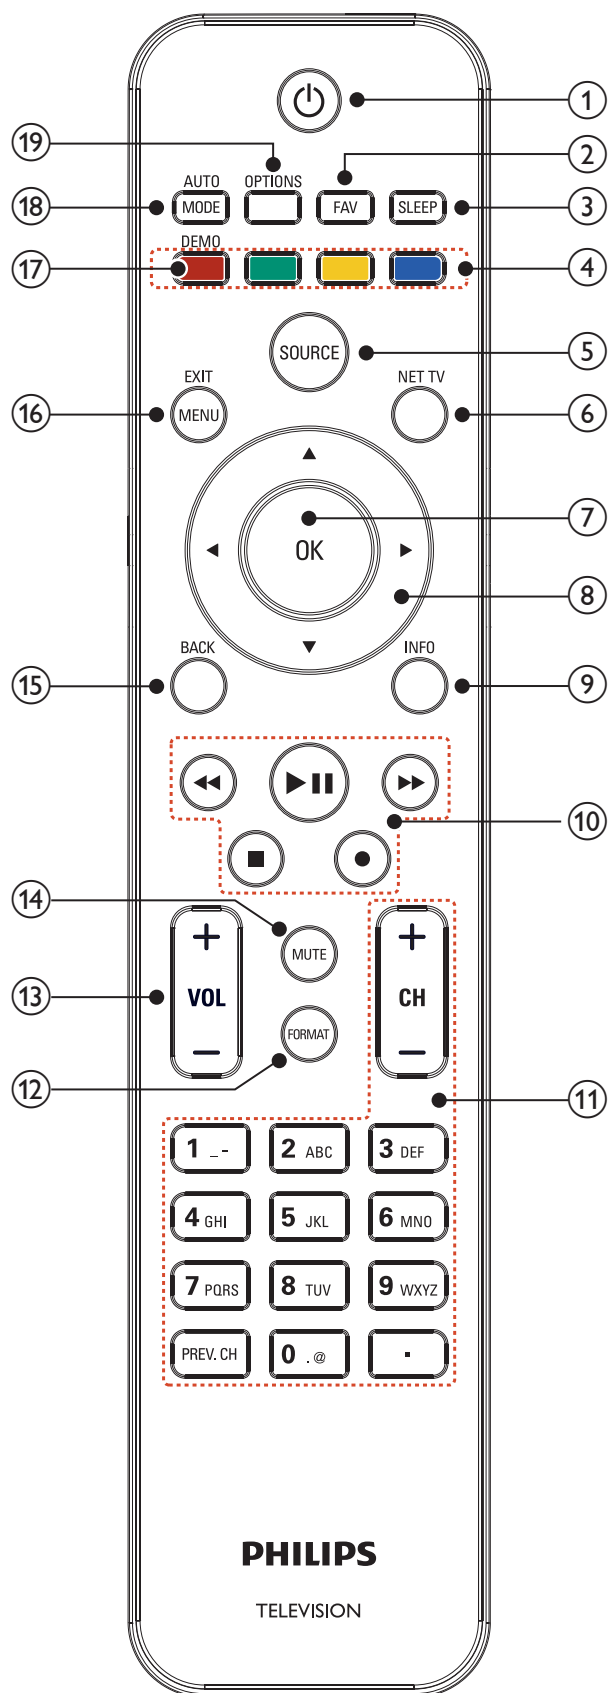 1
19
2
AUTO OPTIONS
18 MODE FAV SLEEP 3
DEMO
17 4
SOURCE 5
EXIT NET TV
16 MENU 6
7
OK
8
BACK INFO
15 9
10
14
+ MUTE +
13 VOL CH
FORMAT
− −
12
11
1 _ - 2 ABC 3 DEF
4 GHI 5 JKL 6 MNO
7 PQRS 8 TUV 9 WXYZ
PREV. CH 0 .@ .
PHILIPS
TELEVISION